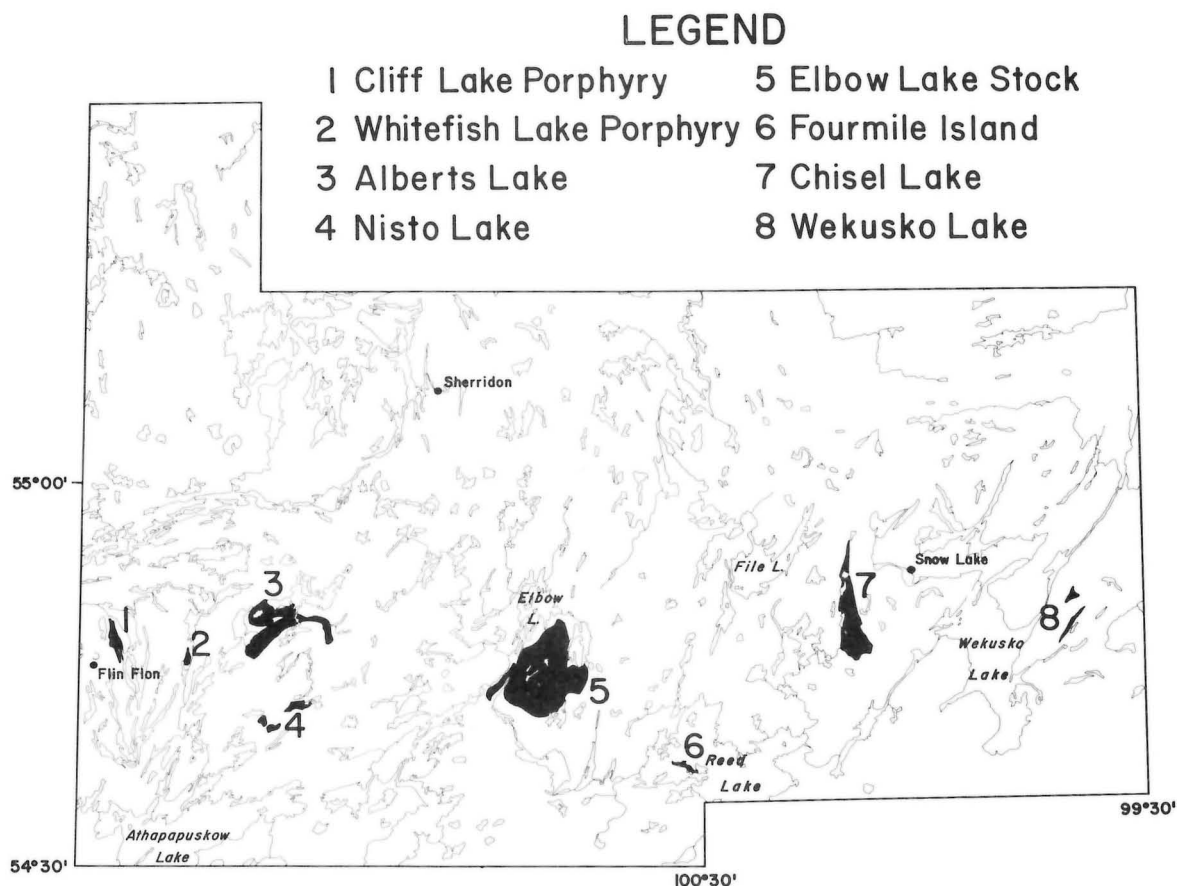 LEGEND
1 Cliff Lake Porphyry
2 Whitefish Lake Porphyry
3 Alberts Lake
4 Nisto Lake
5 Elbow Lake Stock
6 Fourmile Island
7 Chisel Lake
8 Wekusko Lake
Sherridon
55°00'
File L.
Snow Lake
7
Elbow
L.
3
1
2
8
Flin Flon
Wekusko
Lake
5
4
6
Reed
Lake
99°30'
Athapapuskow
Lake
54°30'
100°30'